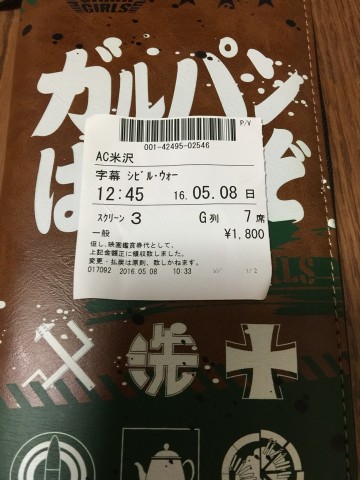 GIRLS
ガルパン
は
ぞ
P/V
001-42495-02546
AC米沢
字幕 シビル・ウォー
12:45 16.05.08 日
スクリーン 3 G列 7席
一般 ¥1,800
但し、映画鑑賞券代として、
上記金額正に領収致しました。
変更・払戻は原則、致しかねます。
017092 2016.05.08 10:33 1/2
LS
洗